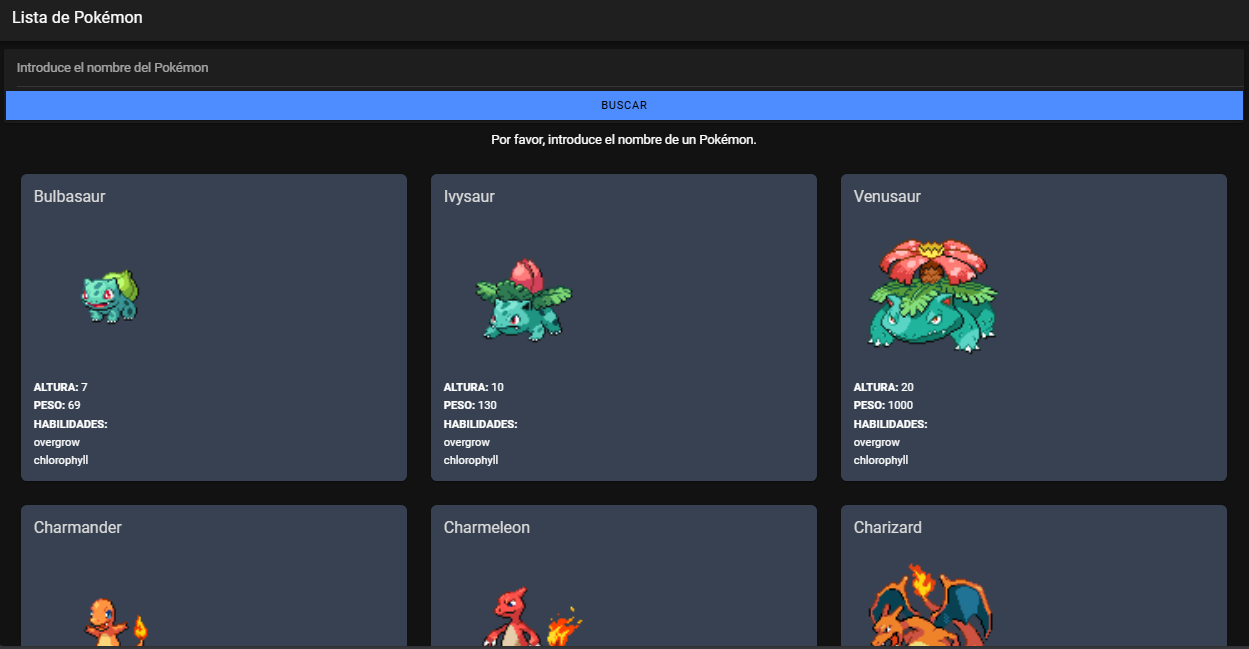 Lista de Pokémon
Introduce el nombre del Pokémon
BUSCAR
Por favor, introduce el nombre de un Pokémon.
Bulbasaur
ALTURA: 7
PESO: 69
HABILIDADES:
overgrow
chlorophyll
Ivysaur
ALTURA: 10
PESO: 130
HABILIDADES:
overgrow
chlorophyll
Venusaur
ALTURA: 20
PESO: 1000
HABILIDADES:
overgrow
chlorophyll
Charmander
Charmeleon
Charizard